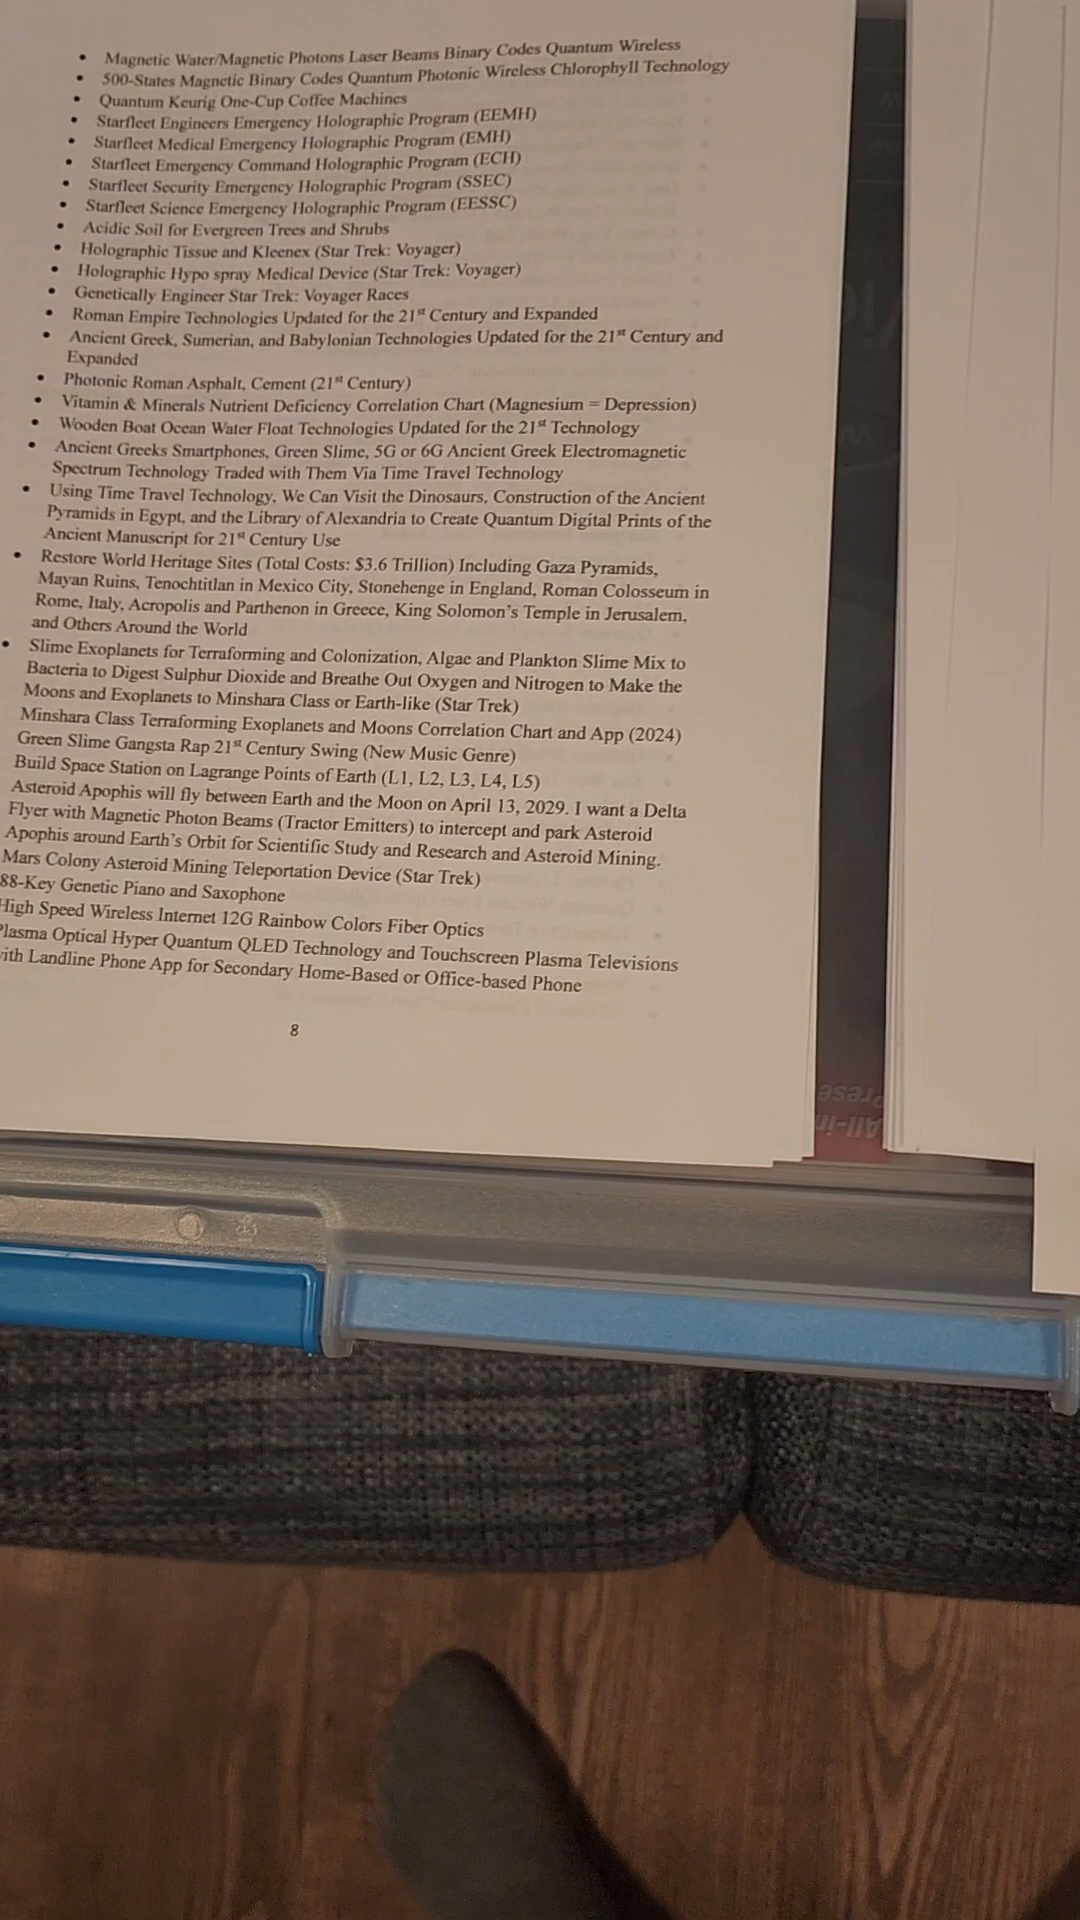 • Magnetic Water/Magnetic Photons Laser Beams Binary Codes Quantum Wireless
• 500-States Magnetic Binary Codes Quantum Photonic Wireless Chlorophyll Technology
• Quantum Keurig One-Cup Coffee Machines
• Starfleet Engineers Emergency Holographic Program (EEMH)
• Starfleet Medical Emergency Holographic Program (EMH)
• Starfleet Emergency Command Holographic Program (ECH)
• Starfleet Security Emergency Holographic Program (SSEC)
• Starfleet Science Emergency Holographic Program (EESSC)
• Acidic Soil for Evergreen Trees and Shrubs
• Holographic Tissue and Kleenex (Star Trek: Voyager)
• Holographic Hypo spray Medical Device (Star Trek: Voyager)
• Genetically Engineer Star Trek: Voyager Races
• Roman Empire Technologies Updated for the 21st Century and Expanded
• Ancient Greek, Sumerian, and Babylonian Technologies Updated for the 21st Century and
Expanded
• Photonic Roman Asphalt, Cement (21st Century)
• Vitamin & Minerals Nutrient Deficiency Correlation Chart (Magnesium = Depression)
• Wooden Boat Ocean Water Float Technologies Updated for the 21st Technology
• Ancient Greeks Smartphones, Green Slime, 5G or 6G Ancient Greek Electromagnetic
Spectrum Technology Traded with Them Via Time Travel Technology
• Using Time Travel Technology, We Can Visit the Dinosaurs, Construction of the Ancient
Pyramids in Egypt, and the Library of Alexandria to Create Quantum Digital Prints of the
Ancient Manuscript for 21st Century Use
• Restore World Heritage Sites (Total Costs: $3.6 Trillion) Including Gaza Pyramids,
Mayan Ruins, Tenochtitlan in Mexico City, Stonehenge in England, Roman Colosseum in
Rome, Italy, Acropolis and Parthenon in Greece, King Solomon's Temple in Jerusalem,
and Others Around the World
• Slime Exoplanets for Terraforming and Colonization, Algae and Plankton Slime Mix to
Bacteria to Digest Sulphur Dioxide and Breathe Out Oxygen and Nitrogen to Make the
Moons and Exoplanets to Minshara Class or Earth-like (Star Trek)
Minshara Class Terraforming Exoplanets and Moons Correlation Chart and App (2024)
Green Slime Gangsta Rap 21st Century Swing (New Music Genre)
Build Space Station on Lagrange Points of Earth (L1, L2, L3, L4, L5)
Asteroid Apophis will fly between Earth and the Moon on April 13, 2029. I want a Delta
Flyer with Magnetic Photon Beams (Tractor Emitters) to intercept and park Asteroid
Apophis around Earth's Orbit for Scientific Study and Research and Asteroid Mining.
Mars Colony Asteroid Mining Teleportation Device (Star Trek)
88-Key Genetic Piano and Saxophone
High Speed Wireless Internet 12G Rainbow Colors Fiber Optics
Plasma Optical Hyper Quantum QLED Technology and Touchscreen Plasma Televisions
with Landline Phone App for Secondary Home-Based or Office-based Phone
8